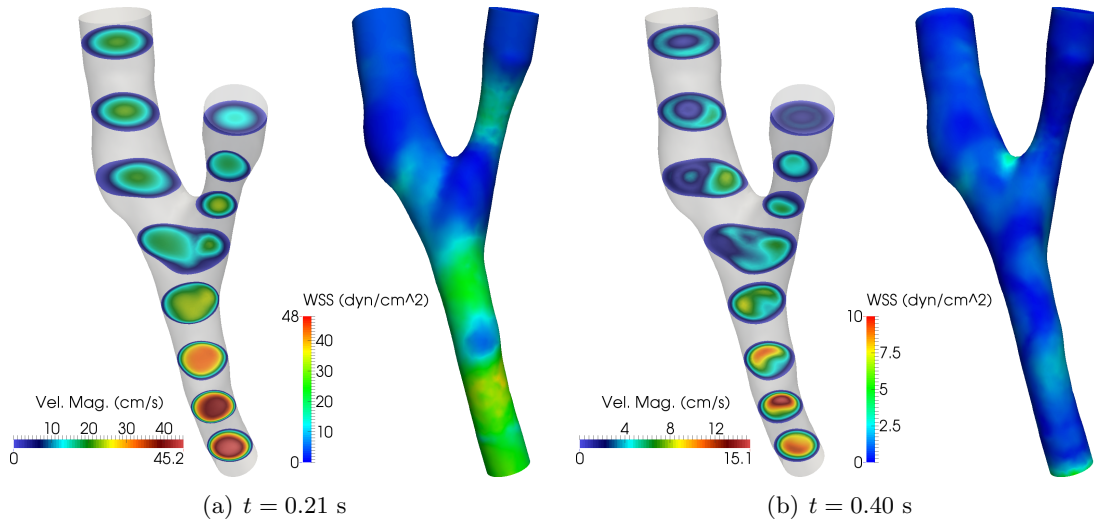 WSS (dyn/cm^2)
48
40
30
20
10
0
Vel. Mag. (cm/s)
10 20 30 40
0 45.2
(a) t = 0.21 s
WSS (dyn/cm^2)
10
7.5
5
2.5
0
Vel. Mag. (cm/s)
4 8 12
0 15.1
(b) t = 0.40 s